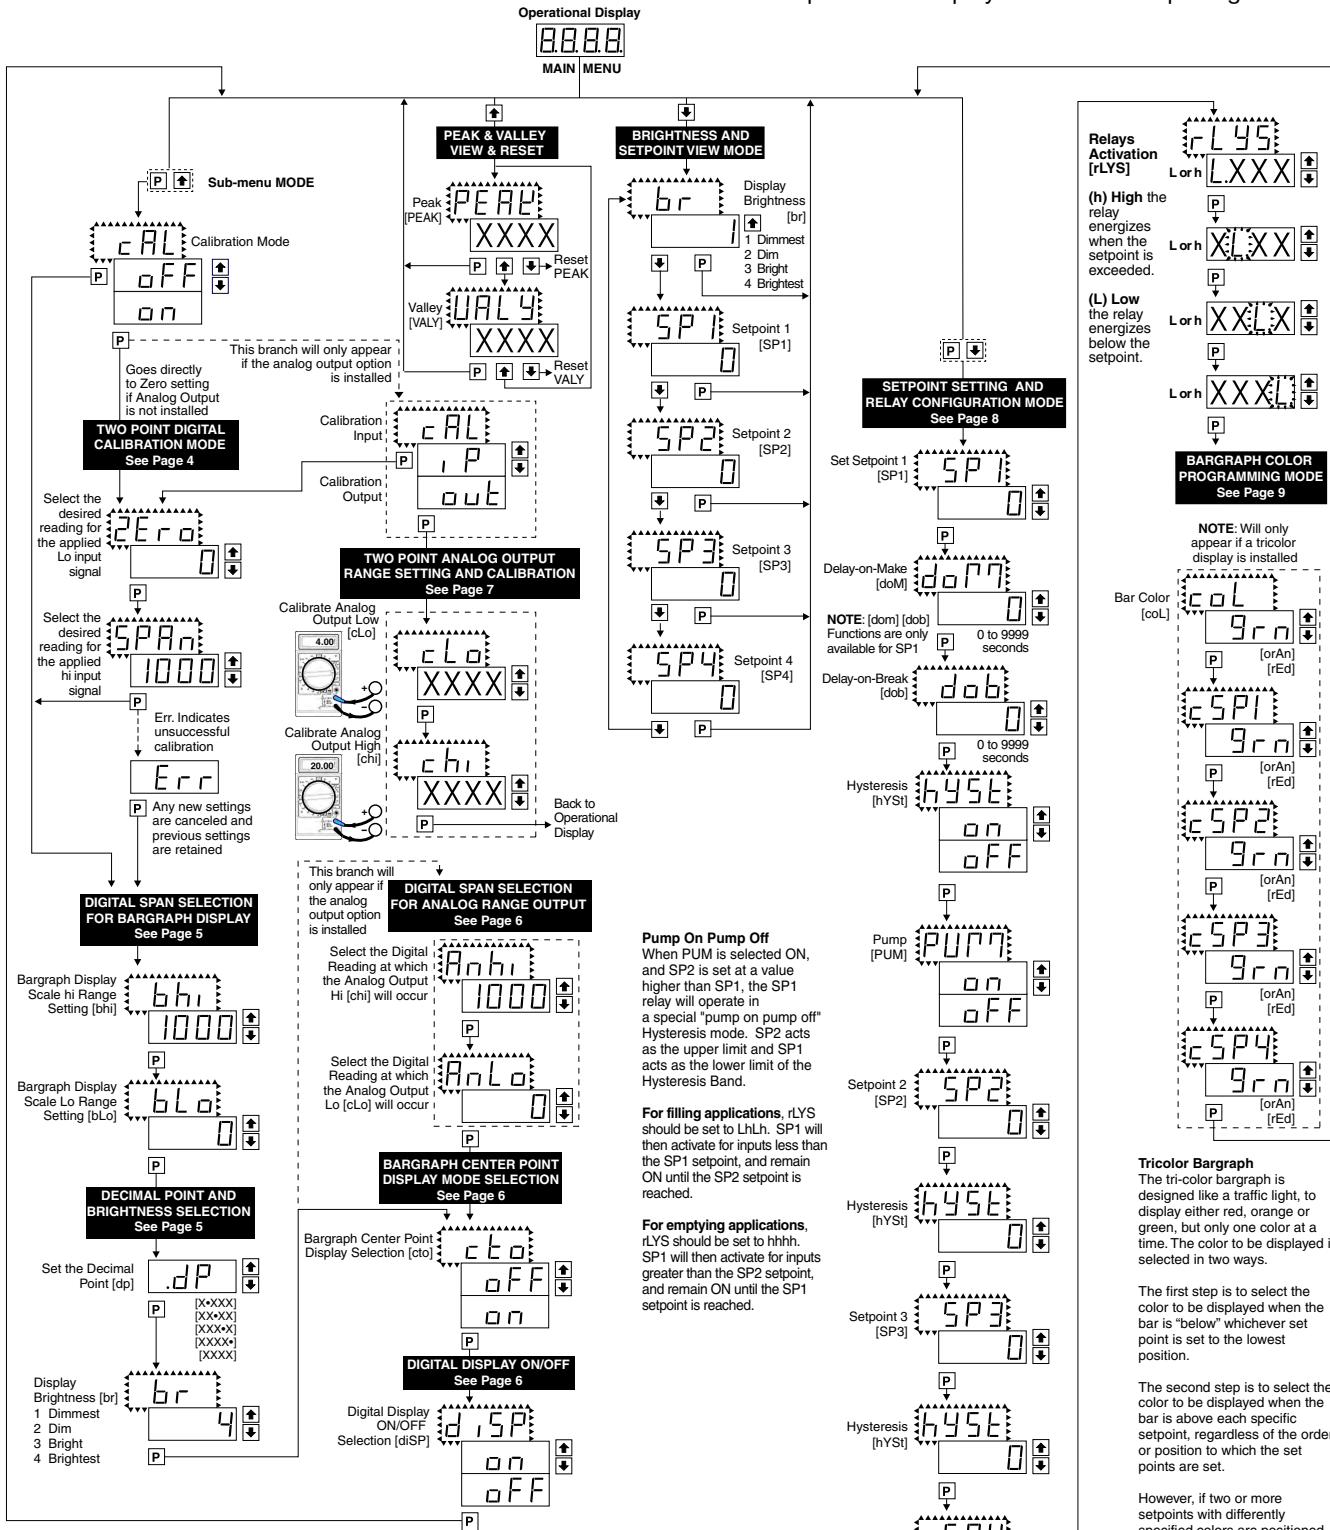 Operational Display
8.8.8.8.
MAIN MENU
P
Sub-menu MODE
cAL
Calibration Mode
P
oFF
on
P
This branch will only appear
if the analog output option
is installed
Goes directly
to Zero setting
if Analog Output
is not installed
TWO POINT DIGITAL
CALIBRATION MODE
See Page 4
Select the
desired
reading for
the applied
Lo input
signal
2Ero
0
P
Select the
desired
reading for
the applied
hi input
signal
SPAn
1000
P
Err. Indicates
unsuccessful
calibration
Err
P
Any new settings
are canceled and
previous settings
are retained
DIGITAL SPAN SELECTION
FOR BARGRAPH DISPLAY
See Page 5
Bargraph Display
Scale hi Range
Setting [bhi]
bhi
1000
P
Bargraph Display
Scale Lo Range
Setting [bLo]
bLo
0
P
DECIMAL POINT AND
BRIGHTNESS SELECTION
See Page 5
Set the Decimal
Point [dp]
.dP
P
[X•XXX]
[XX•XX]
[XXX•X]
[XXXX•]
[XXXX]
Display
Brightness [br]
1 Dimmest
2 Dim
3 Bright
4 Brightest
br
4
P
PEAK & VALLEY
VIEW & RESET
Peak
[PEAK]
PEAK
XXXX
P
Reset
PEAK
Valley
[VALY]
VALY
XXXX
P
Reset
VALY
Calibration
Input
cAL
P
iP
Calibration
Output
out
P
TWO POINT ANALOG OUTPUT
RANGE SETTING AND CALIBRATION
See Page 7
Calibrate Analog
Output Low
[cLo]
4.00
+
−
cLo
XXXX
P
Calibrate Analog
Output High
[chi]
20.00
+
−
chi
XXXX
P
Back to
Operational
Display
This branch will
only appear if
the analog
output option
is installed
DIGITAL SPAN SELECTION
FOR ANALOG RANGE OUTPUT
See Page 6
Select the Digital
Reading at which
the Analog Output
Hi [chi] will occur
Anhi
1000
P
Select the Digital
Reading at which
the Analog Output
Lo [cLo] will occur
AnLo
0
P
BARGRAPH CENTER POINT
DISPLAY MODE SELECTION
See Page 6
Bargraph Center Point
Display Selection [cto]
cto
oFF
on
P
DIGITAL DISPLAY ON/OFF
See Page 6
Digital Display
ON/OFF
Selection [diSP]
diSP
on
oFF
P
BRIGHTNESS AND
SETPOINT VIEW MODE
br
1
Display
Brightness
[br]
1 Dimmest
2 Dim
3 Bright
4 Brightest
P
SP1
0
Setpoint 1
[SP1]
P
SP2
0
Setpoint 2
[SP2]
P
SP3
0
Setpoint 3
[SP3]
P
SP4
0
Setpoint 4
[SP4]
P
Pump On Pump Off
When PUM is selected ON,
and SP2 is set at a value
higher than SP1, the SP1
relay will operate in
a special "pump on pump off"
Hysteresis mode. SP2 acts
as the upper limit and SP1
acts as the lower limit of the
Hysteresis Band.
For filling applications, rLYS
should be set to LhLh. SP1 will
then activate for inputs less than
the SP1 setpoint, and remain
ON until the SP2 setpoint is
reached.
For emptying applications,
rLYS should be set to hhhh.
SP1 will then activate for inputs
greater than the SP2 setpoint,
and remain ON until the SP1
setpoint is reached.
P
SETPOINT SETTING AND
RELAY CONFIGURATION MODE
See Page 8
Set Setpoint 1
[SP1]
SP1
0
P
Delay-on-Make
[doM]
doM
0
NOTE: [dom] [dob]
Functions are only
available for SP1
0 to 9999
seconds
P
Delay-on-Break
[dob]
dob
0
0 to 9999
seconds
P
Hysteresis
[hYSt]
hYSt
on
oFF
P
Pump
[PUM]
PUM
on
oFF
P
Setpoint 2
[SP2]
SP2
0
P
Hysteresis
[hYSt]
hYSt
0
P
Setpoint 3
[SP3]
SP3
0
P
Hysteresis
[hYSt]
hYSt
0
P
Relays
Activation
[rLYS]
rLYS
L or h
L.XXX
(h) High the
relay
energizes
when the
setpoint is
exceeded.
P
L or h
XLXX
P
(L) Low
the relay
energizes
below the
setpoint.
L or h
XXLX
P
L or h
XXXL
P
BARGRAPH COLOR
PROGRAMMING MODE
See Page 9
NOTE: Will only
appear if a tricolor
display is installed
Bar Color
[coL]
coL
grn
[orAn]
[rEd]
P
cSP1
grn
[orAn]
[rEd]
P
cSP2
grn
[orAn]
[rEd]
P
cSP3
grn
[orAn]
[rEd]
P
cSP4
grn
[orAn]
[rEd]
P
Tricolor Bargraph
The tri-color bargraph is
designed like a traffic light, to
display either red, orange or
green, but only one color at a
time. The color to be displayed i
selected in two ways.
The first step is to select the
color to be displayed when the
bar is “below” whichever set
point is set to the lowest
position.
The second step is to select the
color to be displayed when the
bar is above each specific
setpoint, regardless of the order
or position to which the set
points are set.
However, if two or more
setpoints with differently